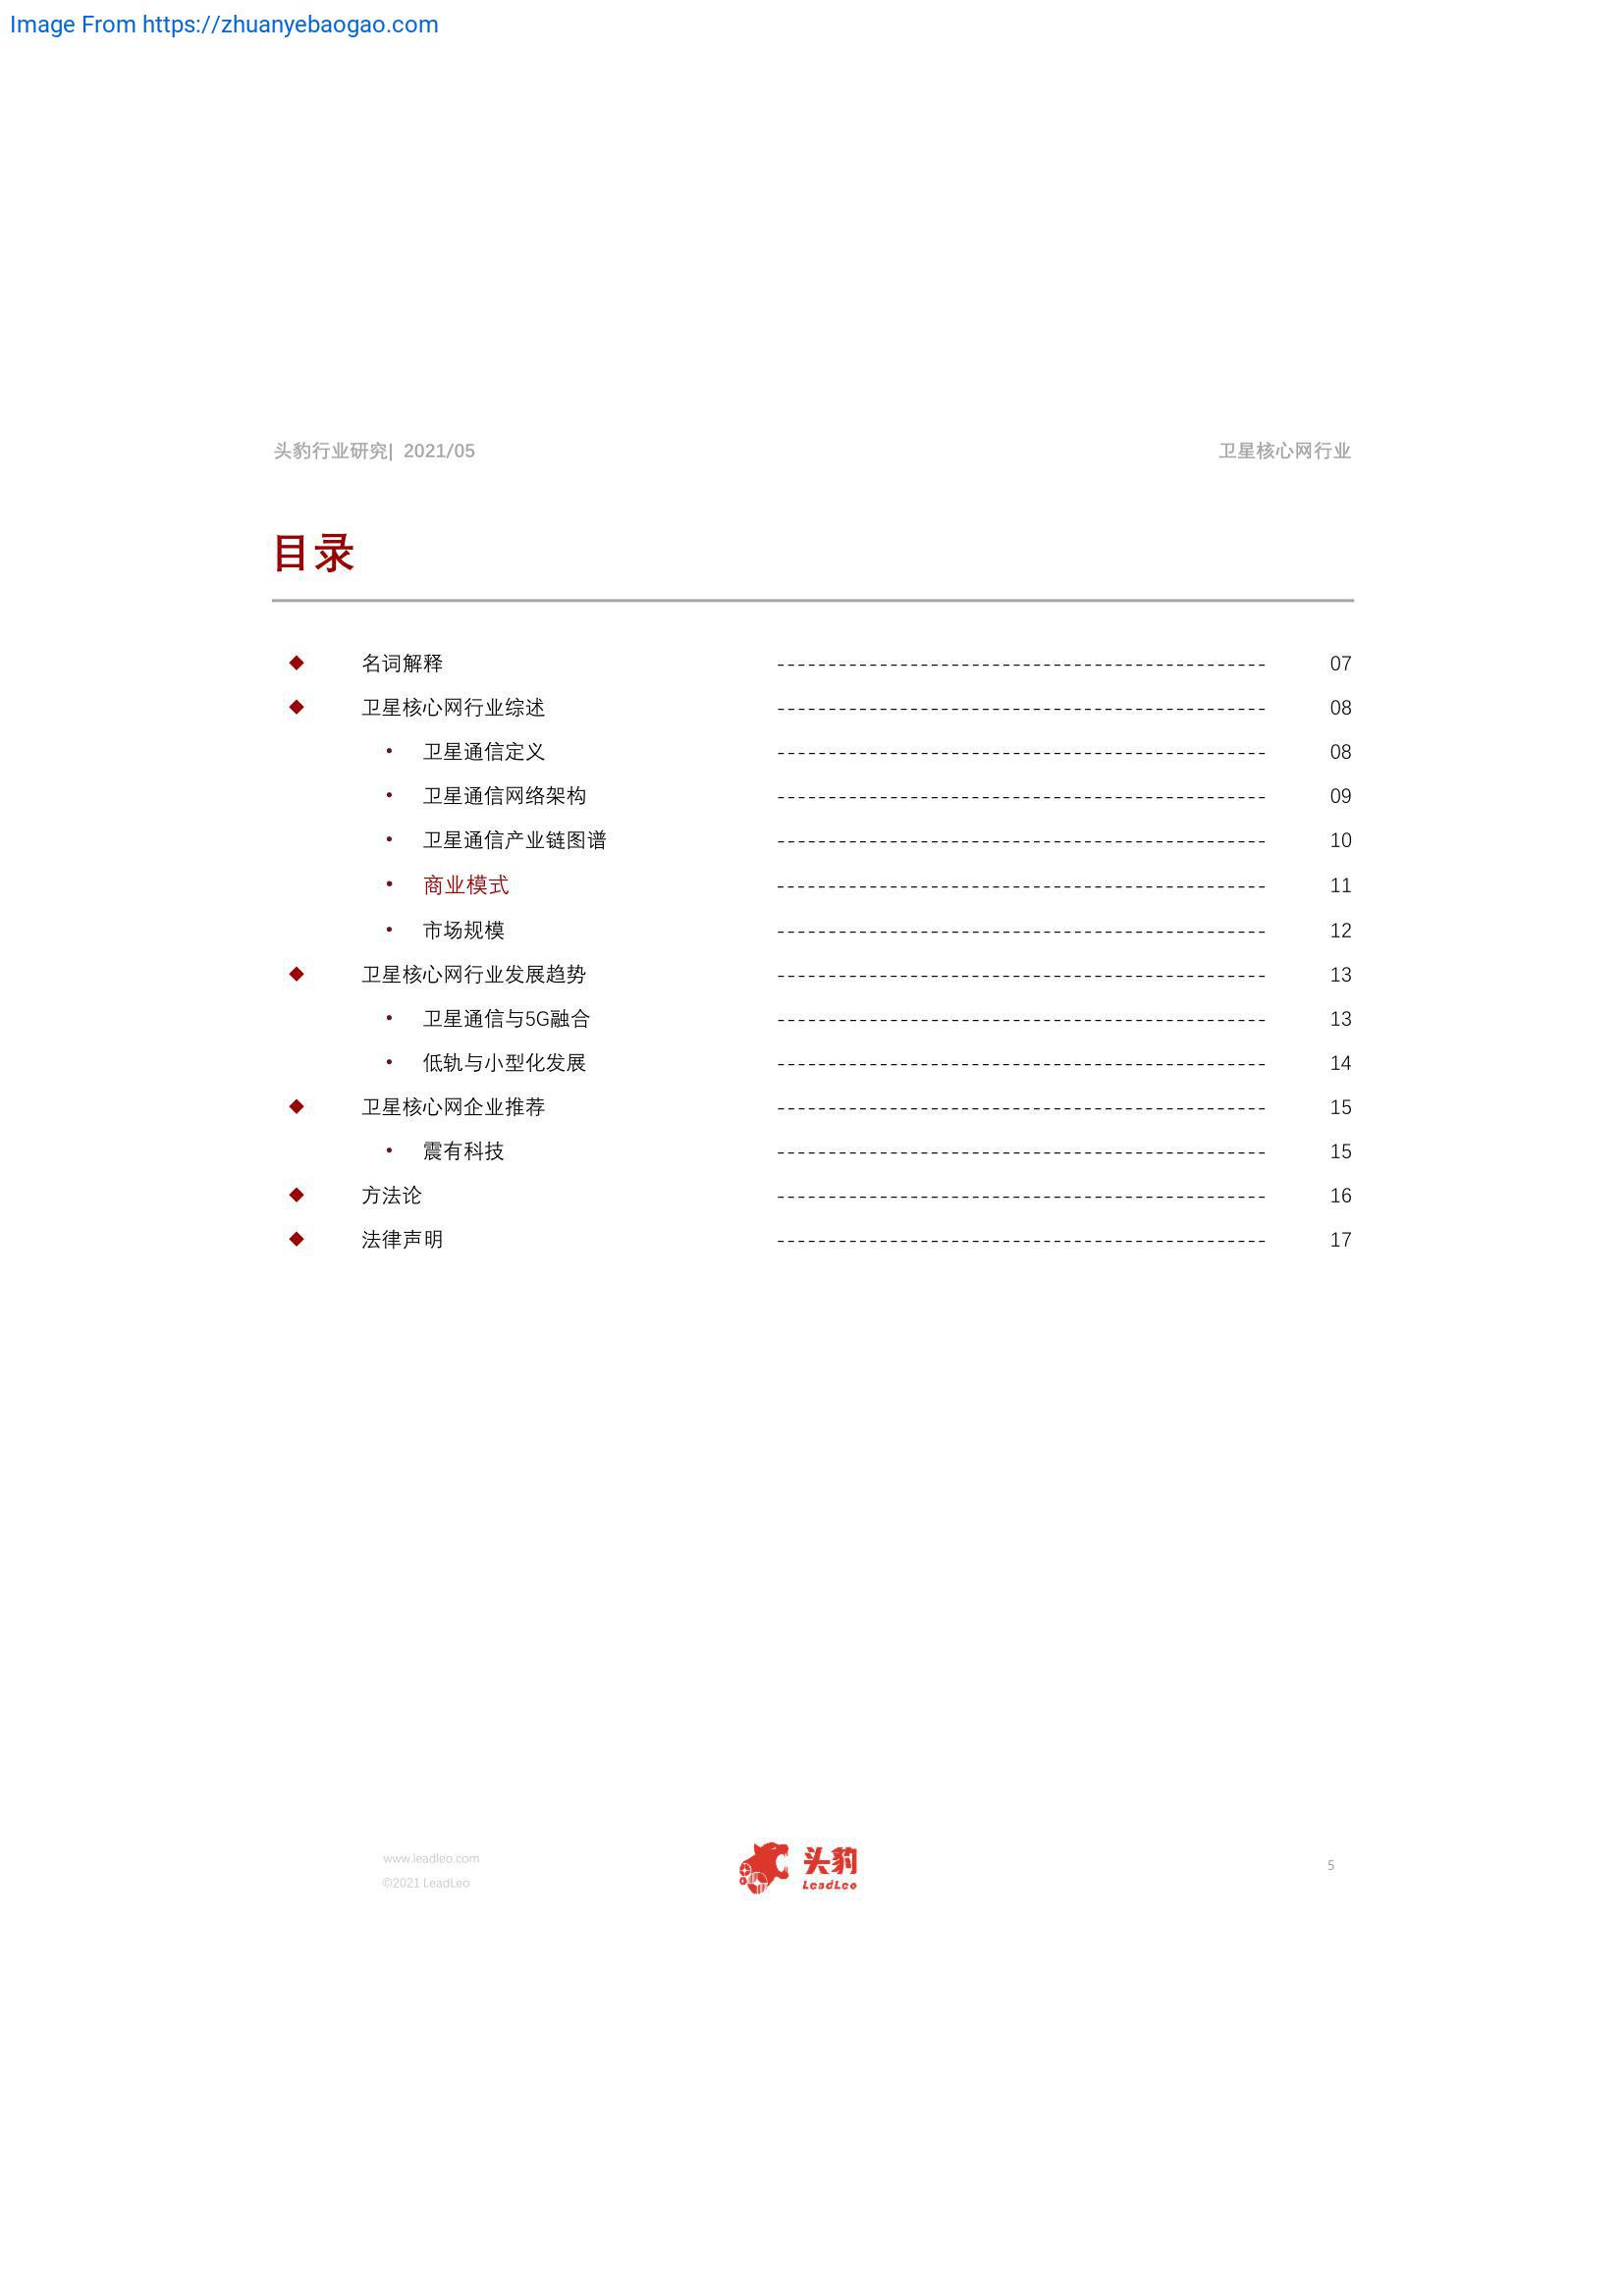 Image From https://zhuanyebaogao.com
头豹行业研究| 2021/05
卫星核心网行业
目录
◆ 名词解释 ------------------------------------------------ 07
◆ 卫星核心网行业综述 ------------------------------------------------ 08
• 卫星通信定义 ------------------------------------------------ 08
• 卫星通信网络架构 ------------------------------------------------ 09
• 卫星通信产业链图谱 ------------------------------------------------ 10
• 商业模式 ------------------------------------------------ 11
• 市场规模 ------------------------------------------------ 12
◆ 卫星核心网行业发展趋势 ------------------------------------------------ 13
• 卫星通信与5G融合 ------------------------------------------------ 13
• 低轨与小型化发展 ------------------------------------------------ 14
◆ 卫星核心网企业推荐 ------------------------------------------------ 15
• 震有科技 ------------------------------------------------ 15
◆ 方法论 ------------------------------------------------ 16
◆ 法律声明 ------------------------------------------------ 17
www.leadleo.com
©2021 LeadLeo
头豹
LeadLeo
5